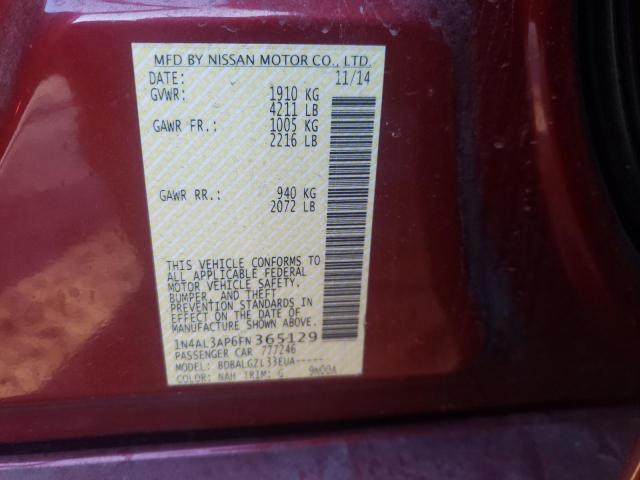 MFD BY NISSAN MOTOR CO., LTD.
DATE: 11/14
GVWR: 1910 KG
4211 LB
GAWR FR.: 1005 KG
2216 LB
GAWR RR.: 940 KG
2072 LB
THIS VEHICLE CONFORMS TO
ALL APPLICABLE FEDERAL
MOTOR VEHICLE SAFETY,
BUMPER, AND THEFT
PREVENTION STANDARDS IN
EFFECT ON THE DATE OF
MANUFACTURE SHOWN ABOVE.
1N4AL3AP6FN365129
PASSENGER CAR 777246
MODEL: BDBALGZL33EUA-----
COLOR: NAH TRIM: G 9N00A